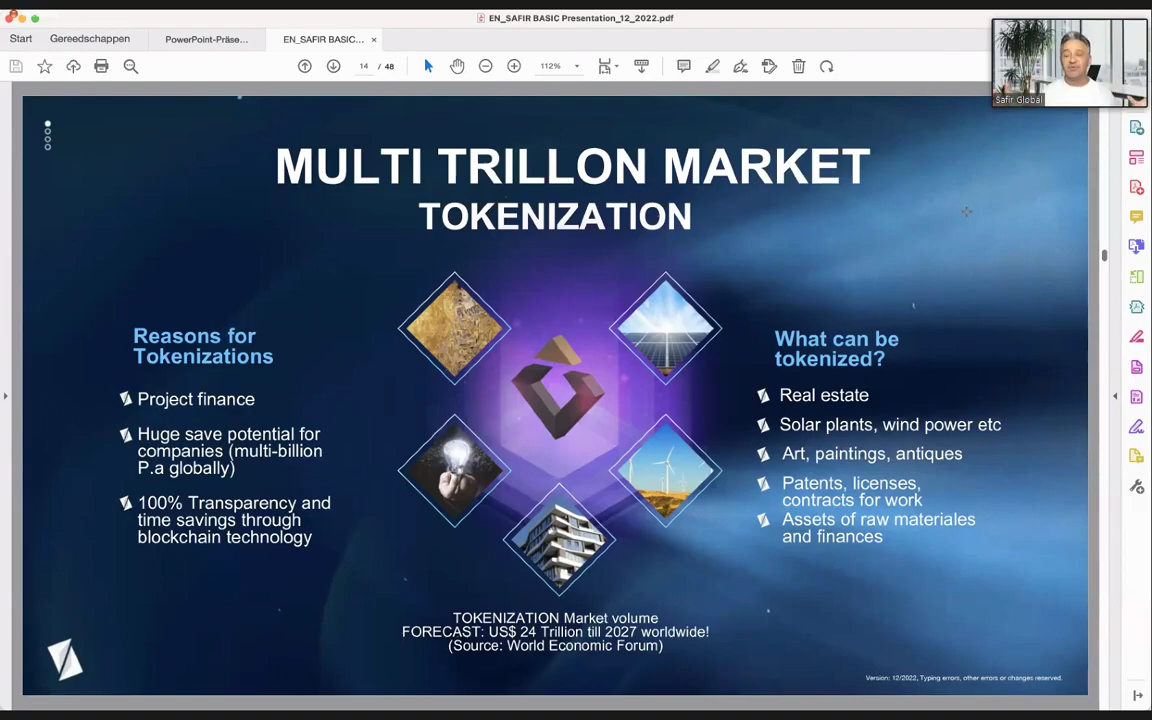 EN_SAFIR BASIC Presentation_12_2022.pdf
Start
Gereedschappen
PowerPoint-Präse...
EN_SAFIR BASIC...
14 / 48
112%
Safir Global
MULTI TRILLON MARKET
TOKENIZATION
Reasons for
Tokenizations
Project finance
Huge save potential for
companies (multi-billion
P.a globally)
100% Transparency and
time savings through
blockchain technology
What can be
tokenized?
Real estate
Solar plants, wind power etc
Art, paintings, antiques
Patents, licenses,
contracts for work
Assets of raw materiales
and finances
TOKENIZATION Market volume
FORECAST: US$ 24 Trillion till 2027 worldwide!
(Source: World Economic Forum)
Version: 12/2022, Typing errors, other errors or changes reserved.